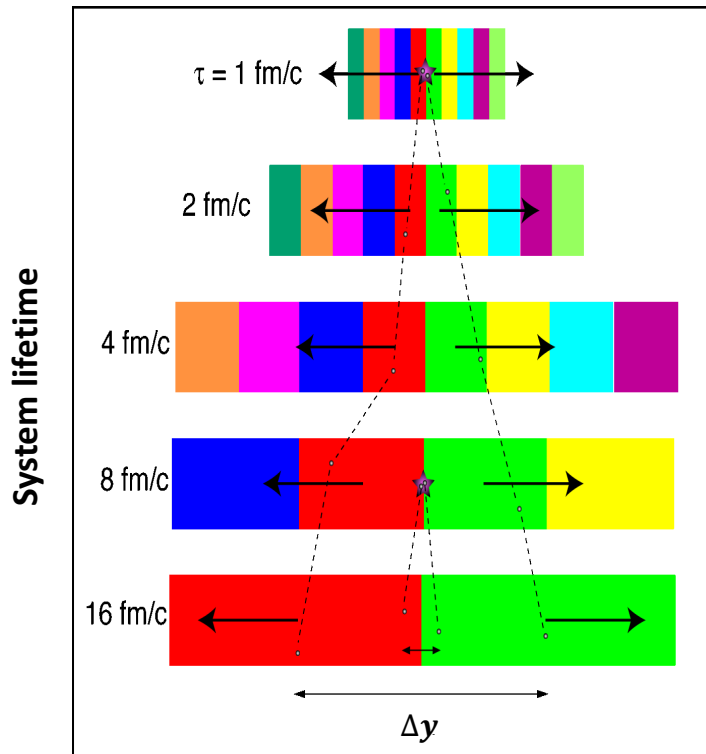 System lifetime
τ = 1 fm/c
2 fm/c
4 fm/c
8 fm/c
16 fm/c
Δy